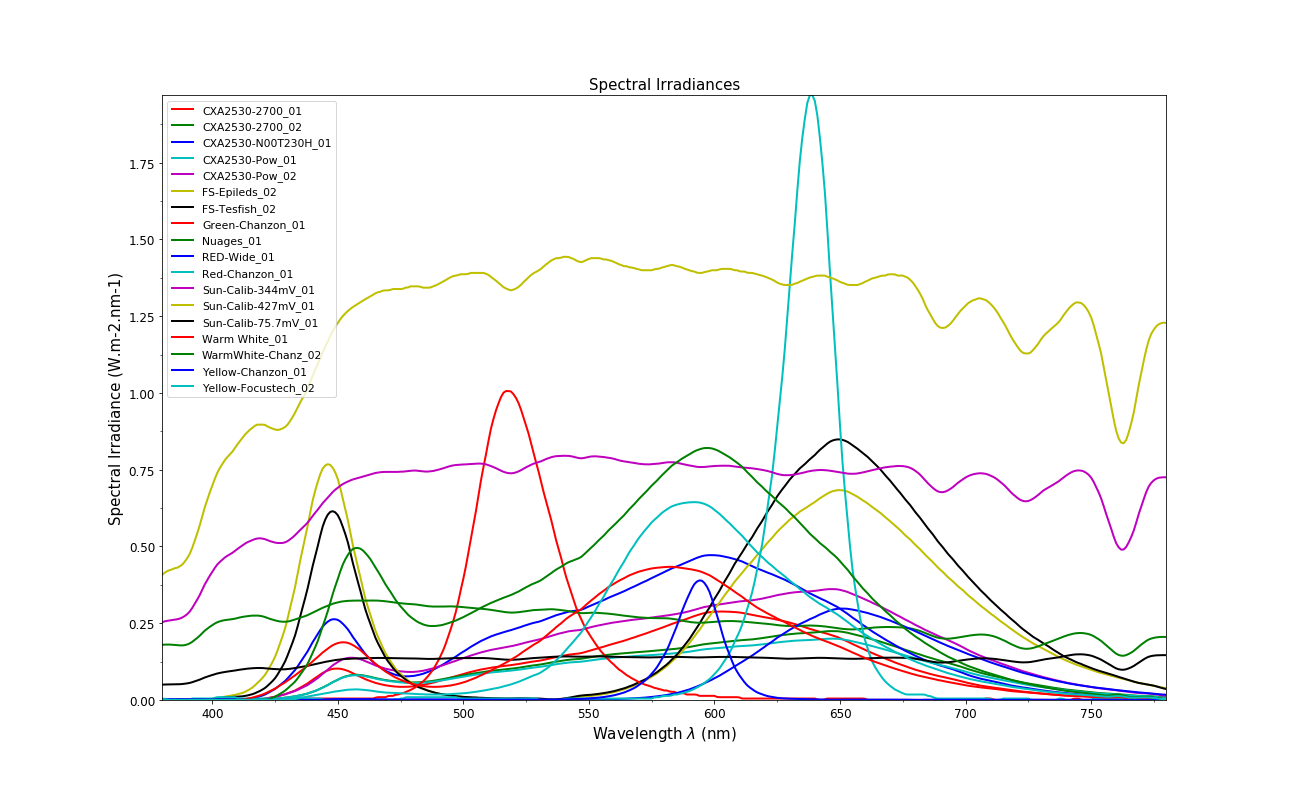 Spectral Irradiances
CXA2530-2700_01
CXA2530-2700_02
CXA2530-N00T230H_01
CXA2530-Pow_01
CXA2530-Pow_02
FS-Epileds_02
FS-Tesfish_02
Green-Chanzon_01
Nuages_01
RED-Wide_01
Red-Chanzon_01
Sun-Calib-344mV_01
Sun-Calib-427mV_01
Sun-Calib-75.7mV_01
Warm White_01
WarmWhite-Chanz_02
Yellow-Chanzon_01
Yellow-Focustech_02
Spectral Irradiance (W.m-2.nm-1)
1.75
1.50
1.25
1.00
0.75
0.50
0.25
0.00
400 450 500 550 600 650 700 750
Wavelength λ (nm)